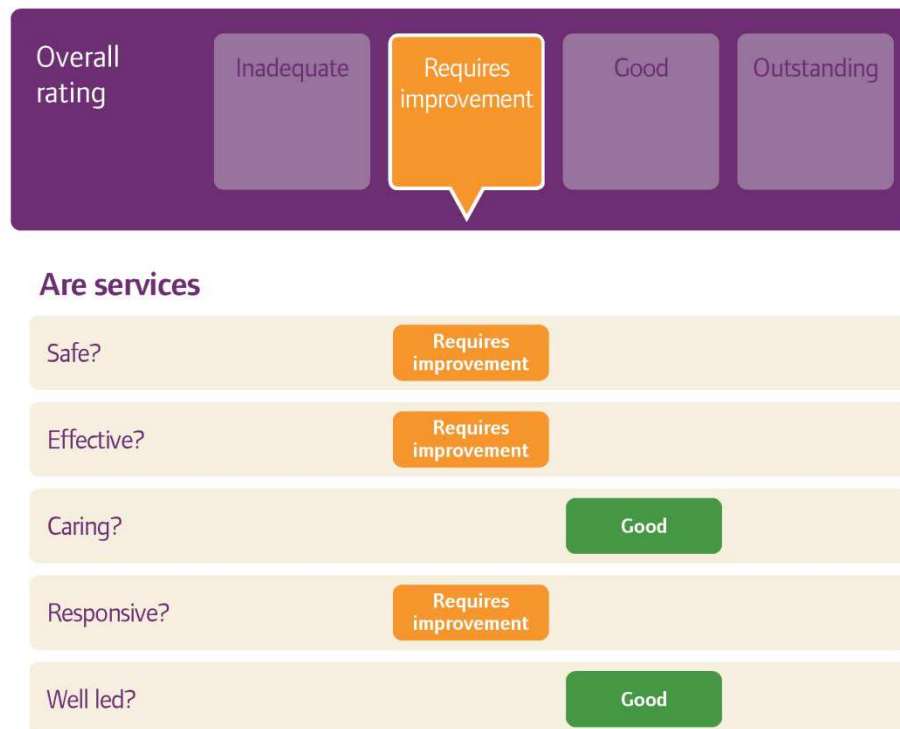 Overall
rating
Inadequate
Requires
improvement
Good
Outstanding
Are services
Safe?
Requires
improvement
Effective?
Requires
improvement
Caring?
Good
Responsive?
Requires
improvement
Well led?
Good